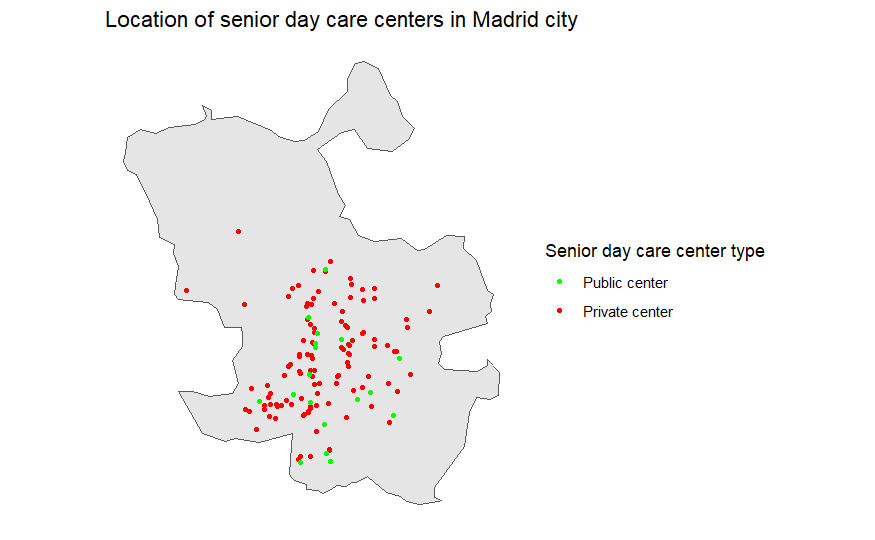 Location of senior day care centers in Madrid city
Senior day care center type
Public center
Private center